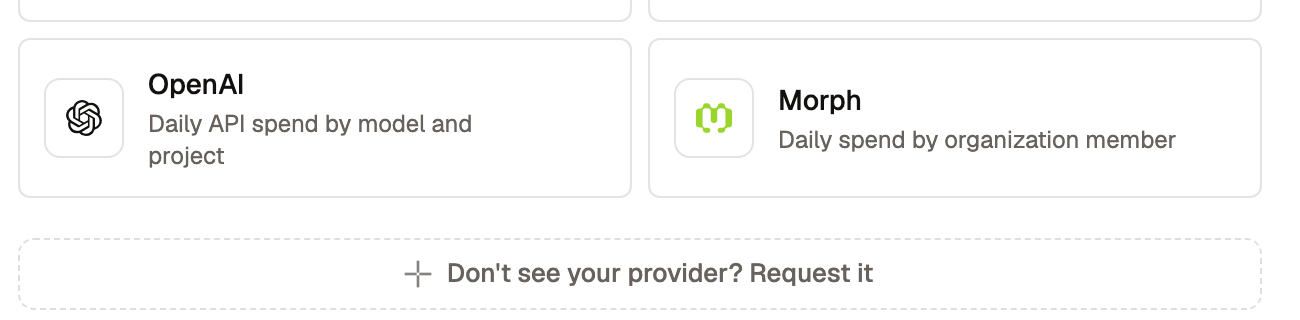 OpenAI
Daily API spend by model and
project
Morph
Daily spend by organization member
Don't see your provider? Request it